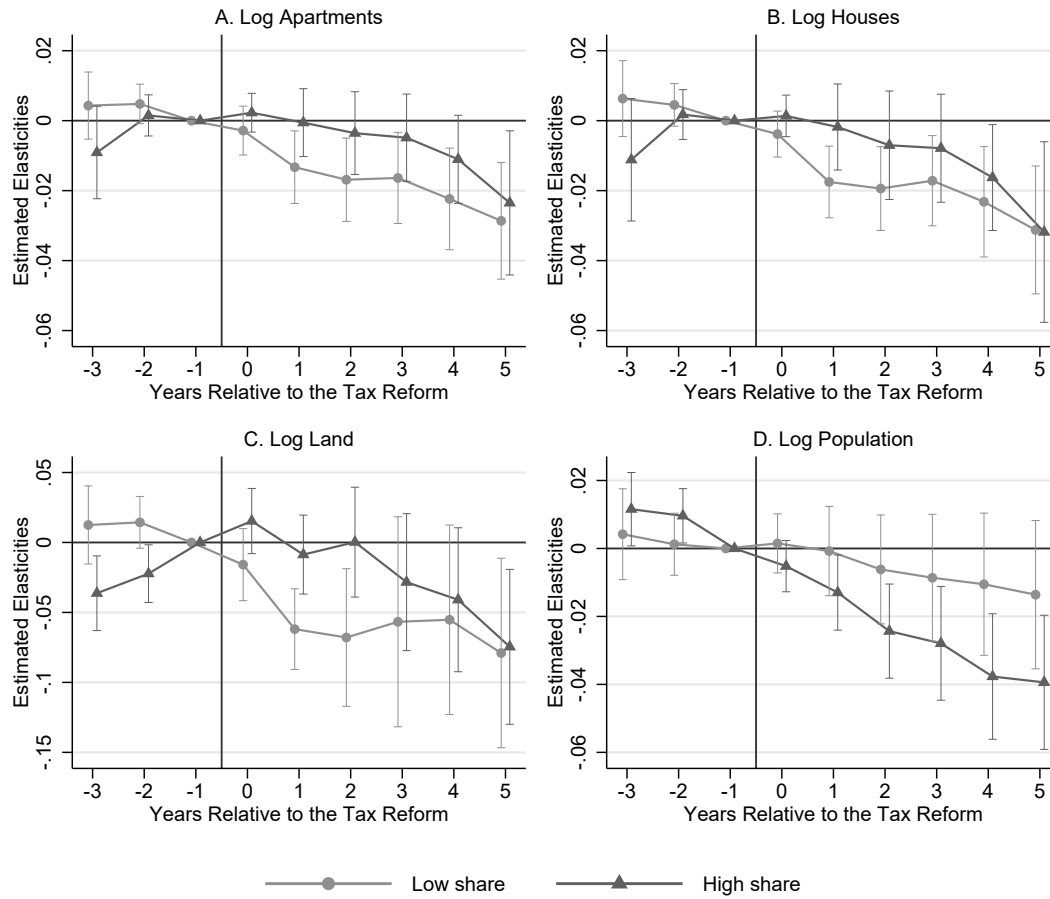 A. Log Apartments
Estimated Elasticities
.02
0
-.02
-.04
-.06
-3 -2 -1 0 1 2 3 4 5
Years Relative to the Tax Reform
B. Log Houses
Estimated Elasticities
.02
0
-.02
-.04
-.06
-3 -2 -1 0 1 2 3 4 5
Years Relative to the Tax Reform
C. Log Land
Estimated Elasticities
.05
0
-.05
-.1
-.15
-3 -2 -1 0 1 2 3 4 5
Years Relative to the Tax Reform
D. Log Population
Estimated Elasticities
.02
0
-.02
-.04
-.06
-3 -2 -1 0 1 2 3 4 5
Years Relative to the Tax Reform
Low share High share